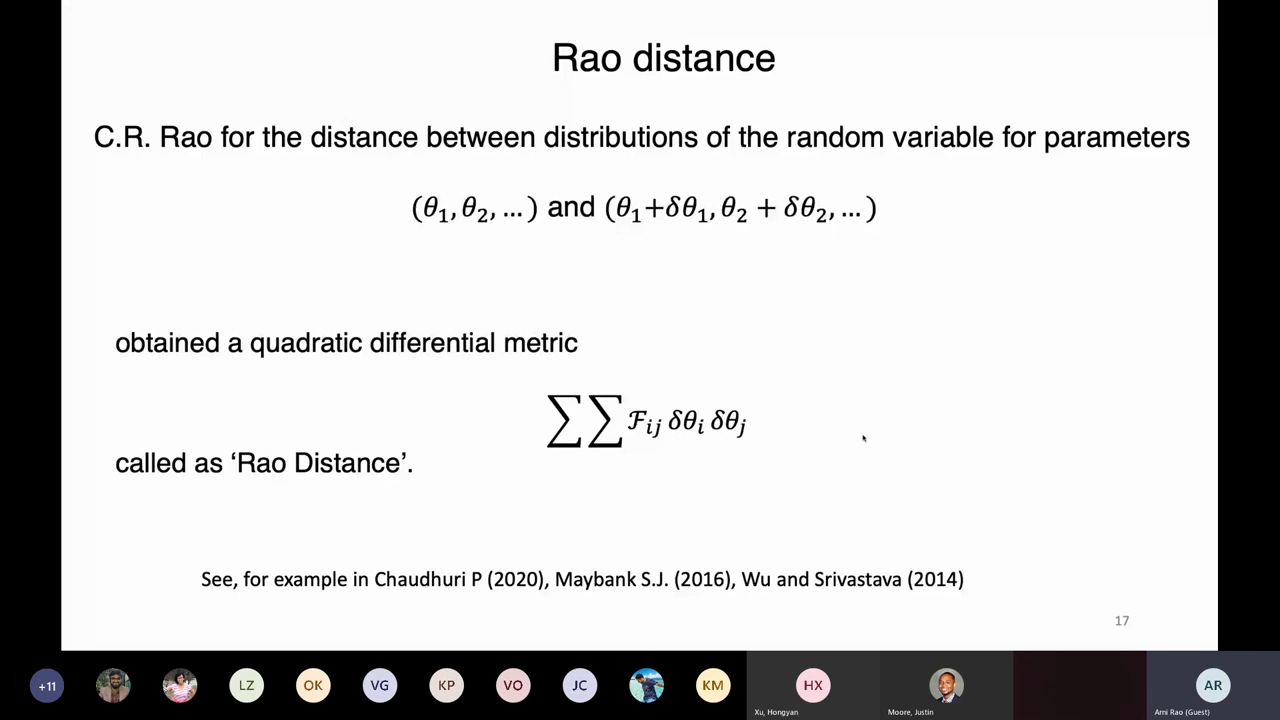 Rao distance
C.R. Rao for the distance between distributions of the random variable for parameters
(θ₁, θ₂, …) and (θ₁+δθ₁, θ₂ + δθ₂, …)
obtained a quadratic differential metric
∑∑ ℱᵢⱼ δθᵢ δθⱼ
called as ‘Rao Distance’.
See, for example in Chaudhuri P (2020), Maybank S.J. (2016), Wu and Srivastava (2014)
17
+11 LZ OK VG KP VO JC KM HX AR
Xu, Hongyan Moore, Justin Arni Rao (Guest)